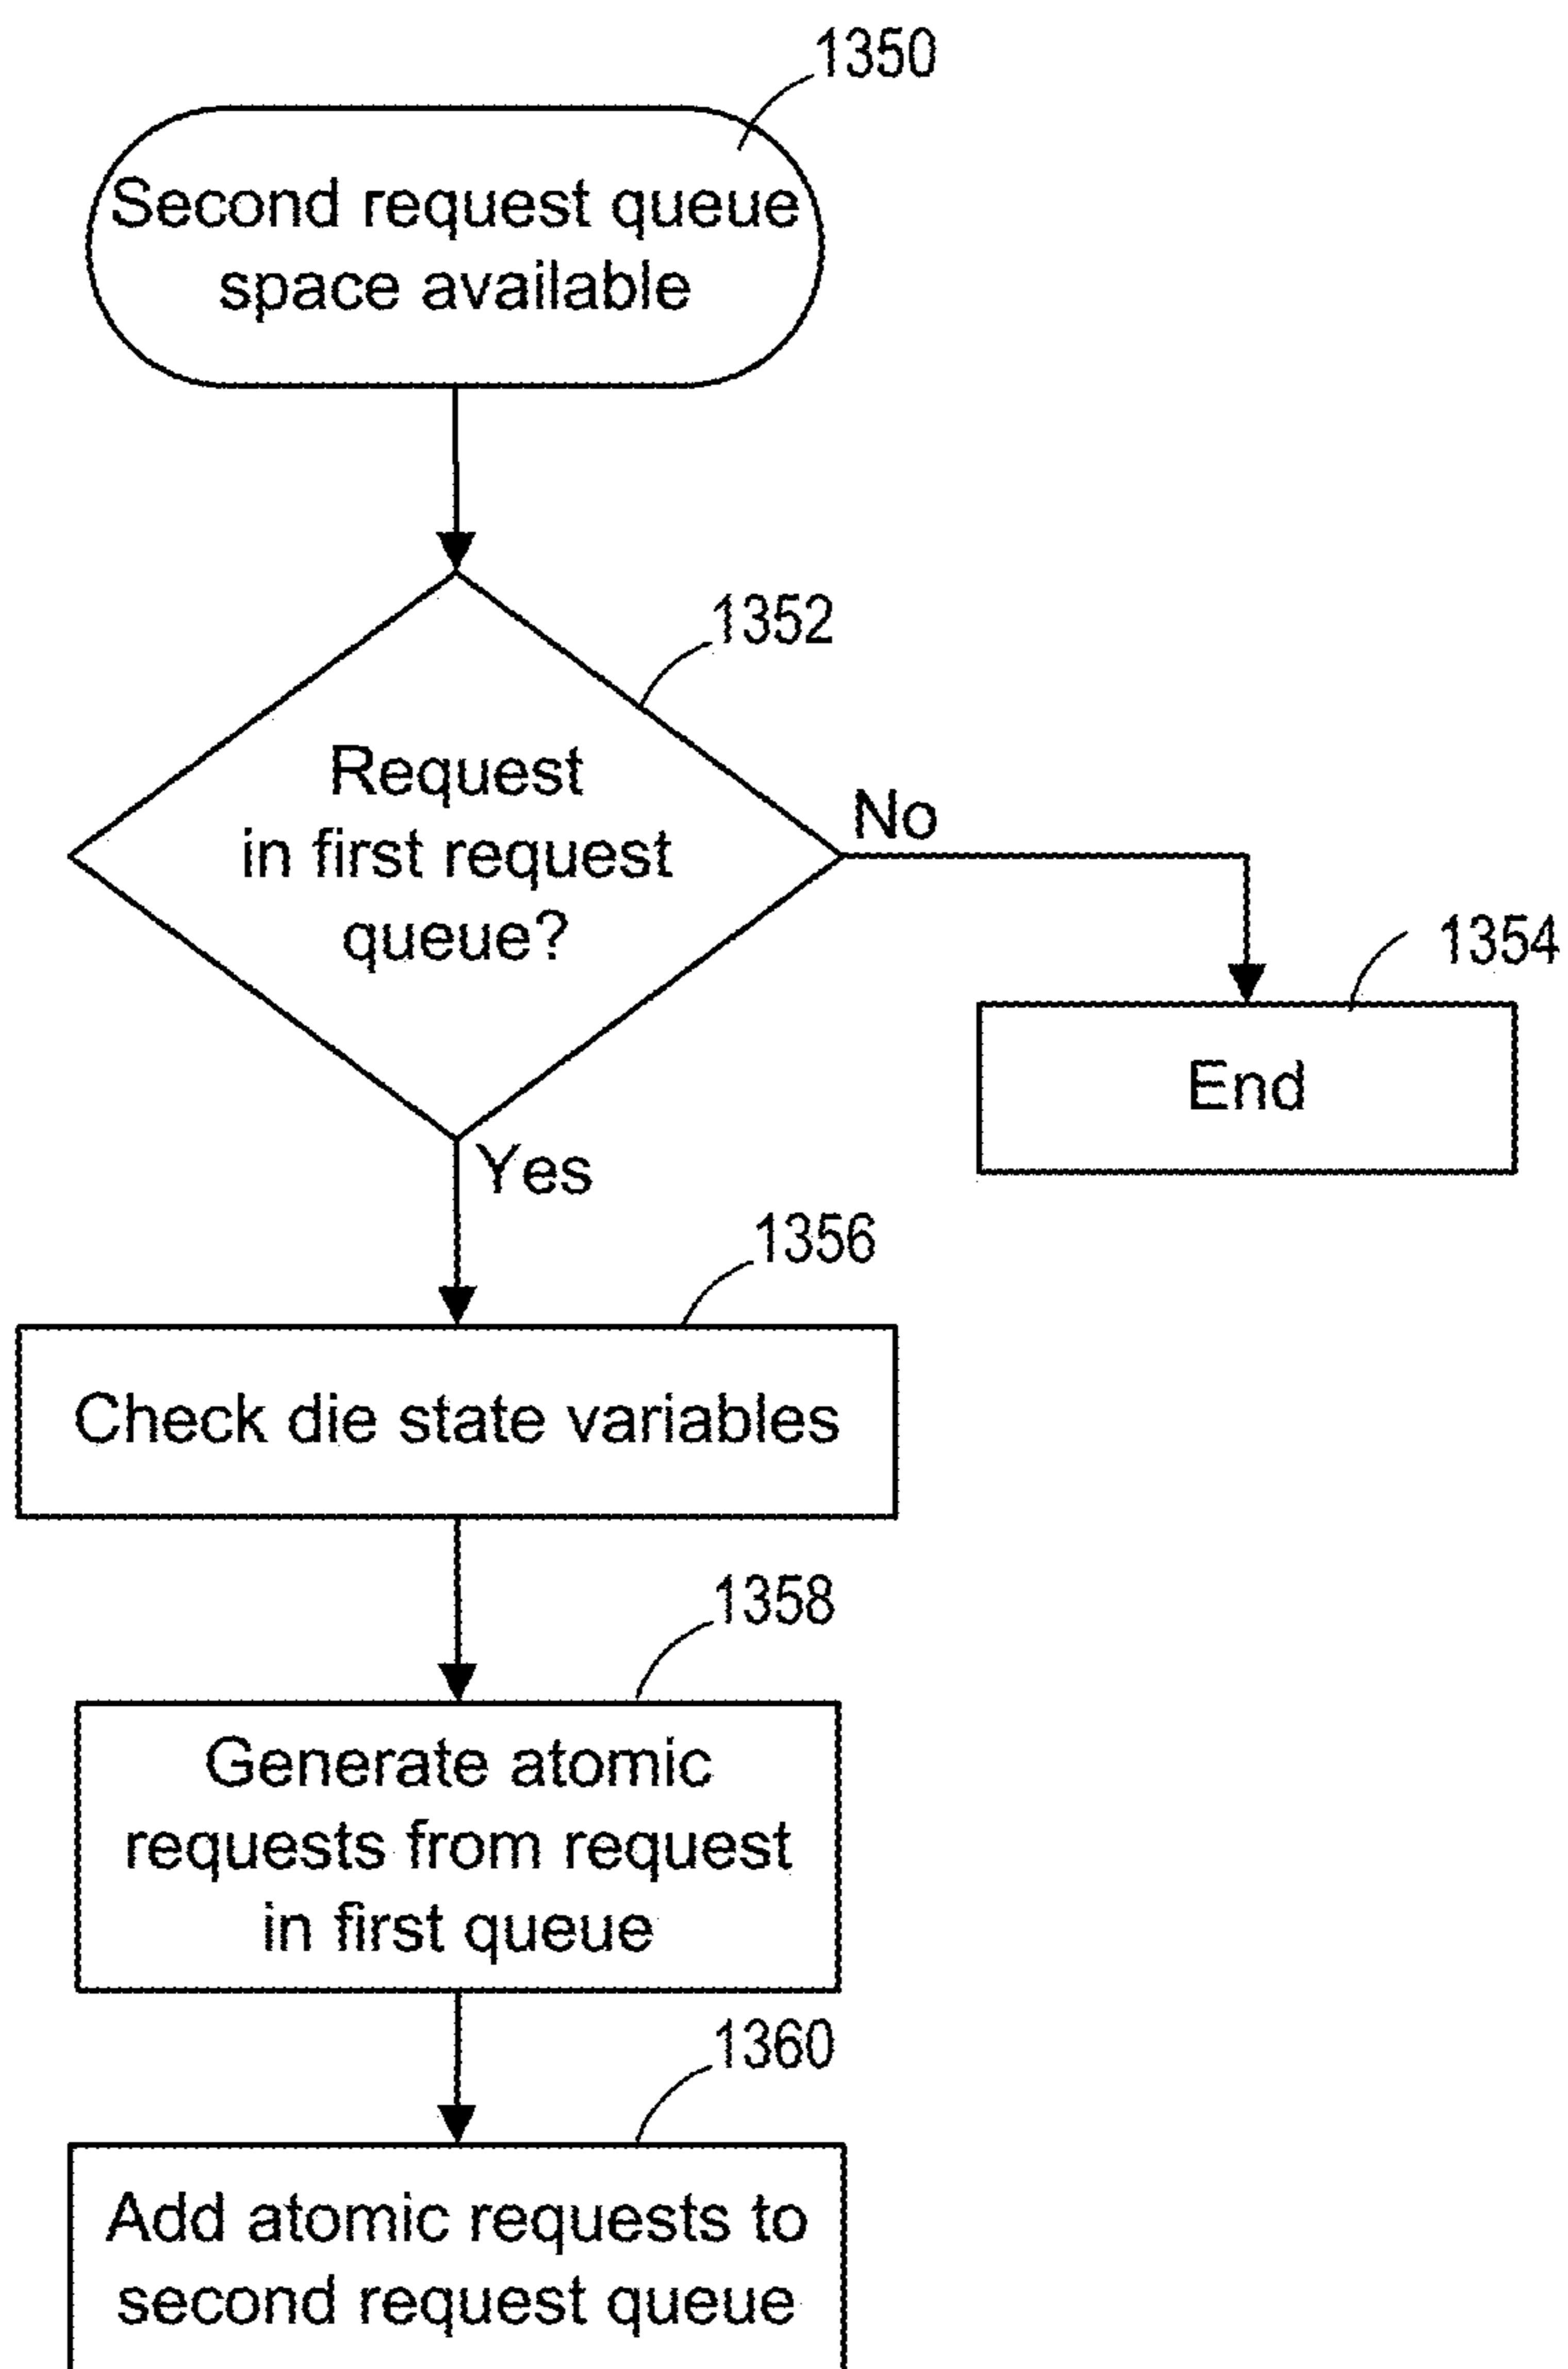 1350
Second request queue
space available
1352
Request
in first request
queue?
No
1354
End
Yes
1356
Check die state variables
1358
Generate atomic
requests from request
in first queue
1360
Add atomic requests to
second request queue